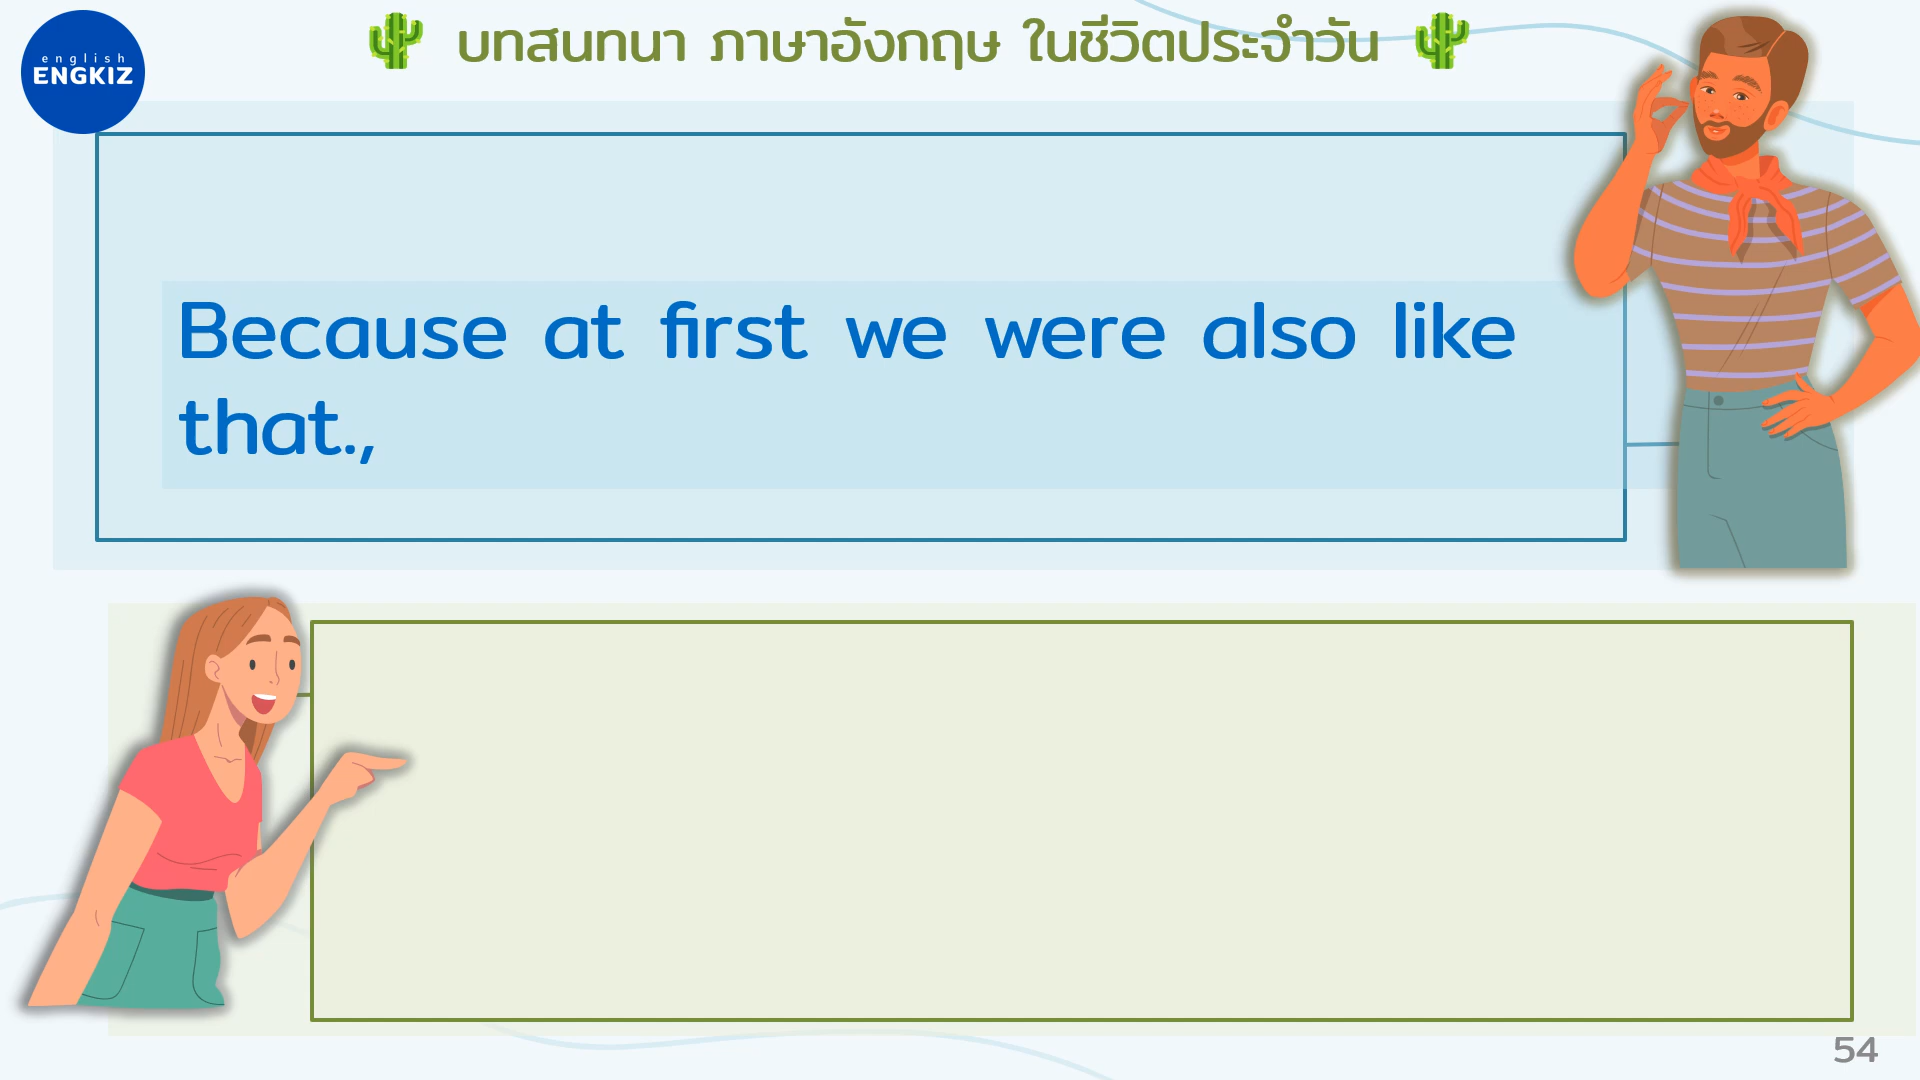 english
ENGKIZ
บทสนทนา ภาษาอังกฤษ ในชีวิตประจำวัน
Because at first we were also like
that.,
54